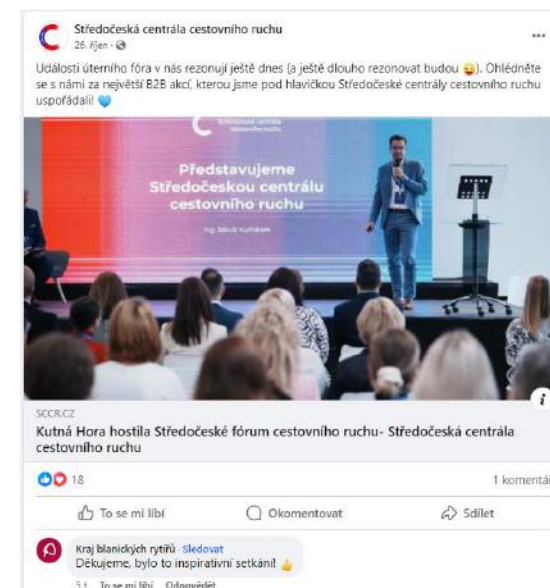 Středočeská centrála cestovního ruchu
26. říjen
Události úterního fóra v nás rezonují ještě dnes (a ještě dlouho rezonovat budou 😄). Ohlédněte
se s námi za největší B2B akcí, kterou jsme pod hlavičkou Středočeské centrály cestovního ruchu
uspořádali! 💙
Představujeme
Středočeskou centrálu
cestovního ruchu
Ing. Jakub
SCCR.CZ
Kutná Hora hostila Středočeské fórum cestovního ruchu- Středočeská centrála
cestovního ruchu
18
1 komentář
To se mi líbí
Okomentovat
Sdílet
Kraj blanických rytířů · Sledovat
Děkujeme, bylo to inspirativní setkání! 👍
5 t To se mi líbí Odpovědět